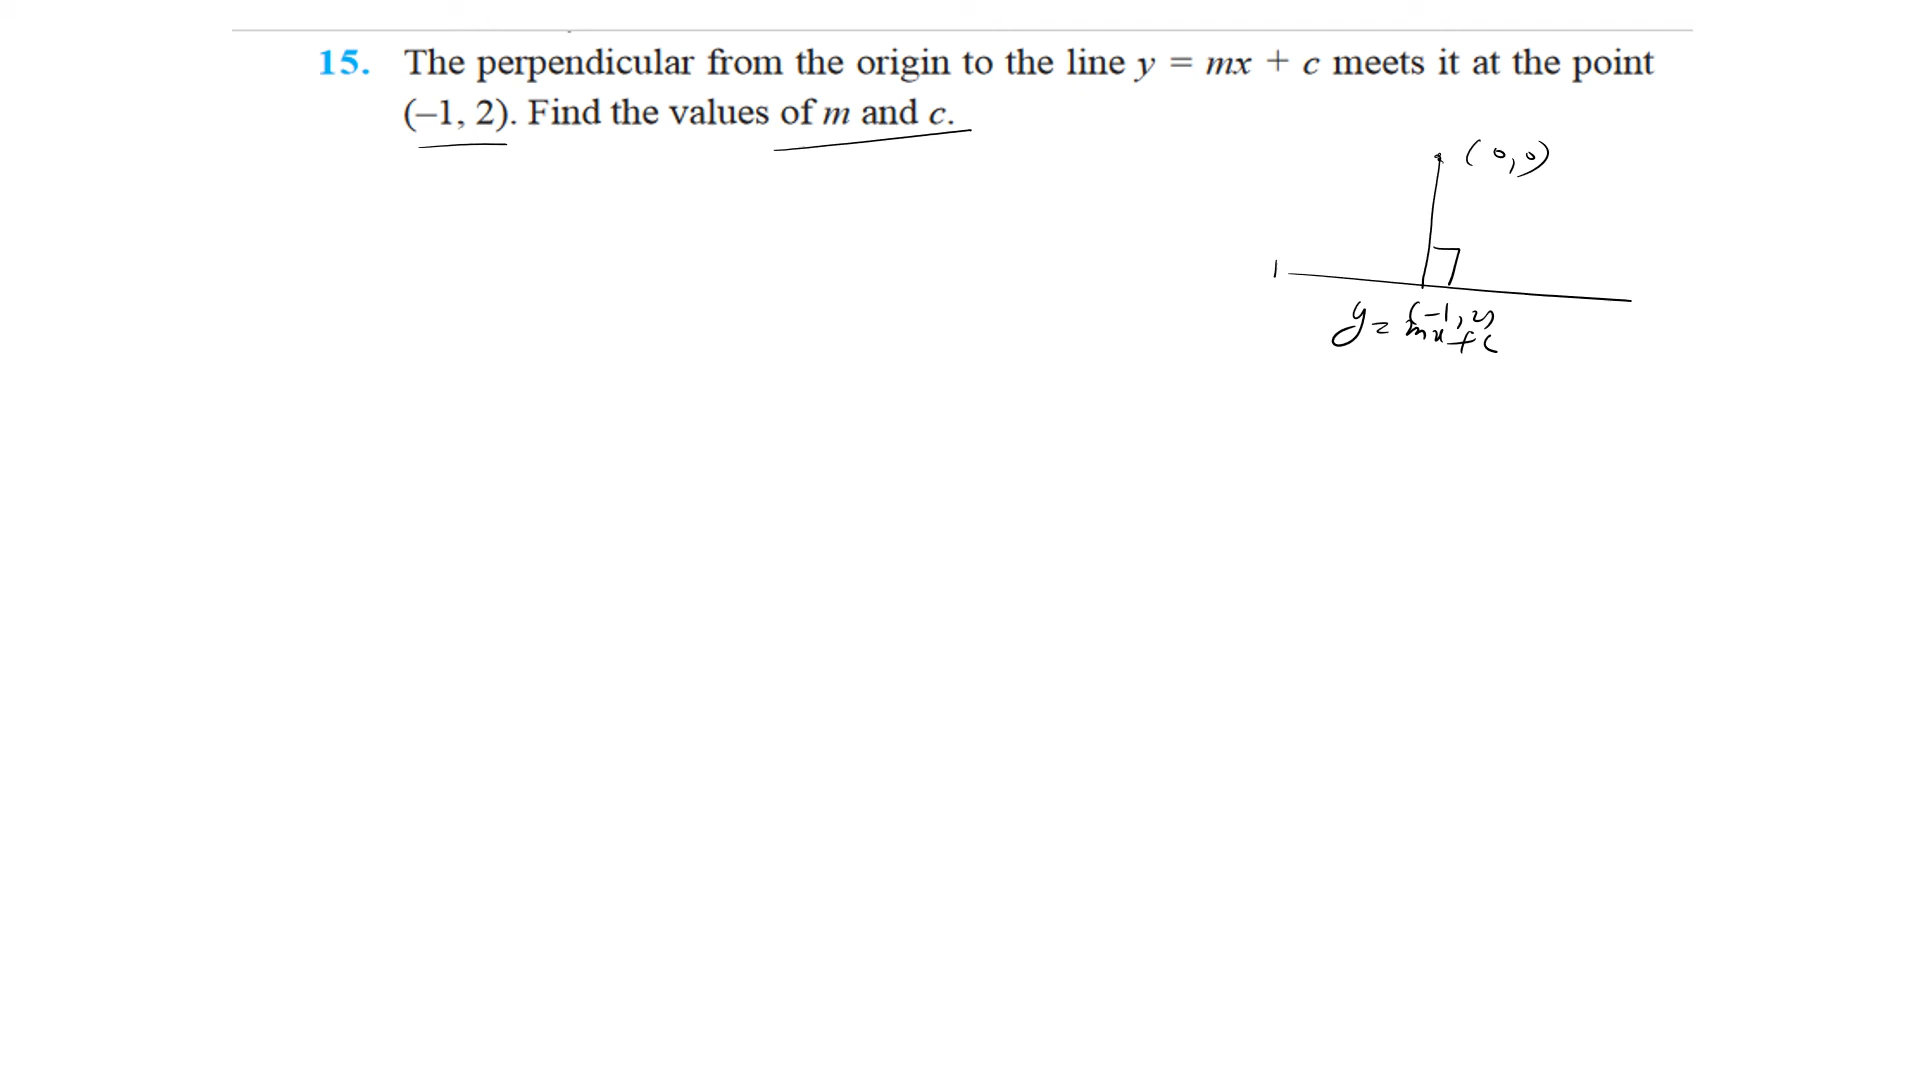 15. The perpendicular from the origin to the line y = mx + c meets it at the point
(–1, 2). Find the values of m and c.
(0,0)
(-1, 2)
y = mx + c